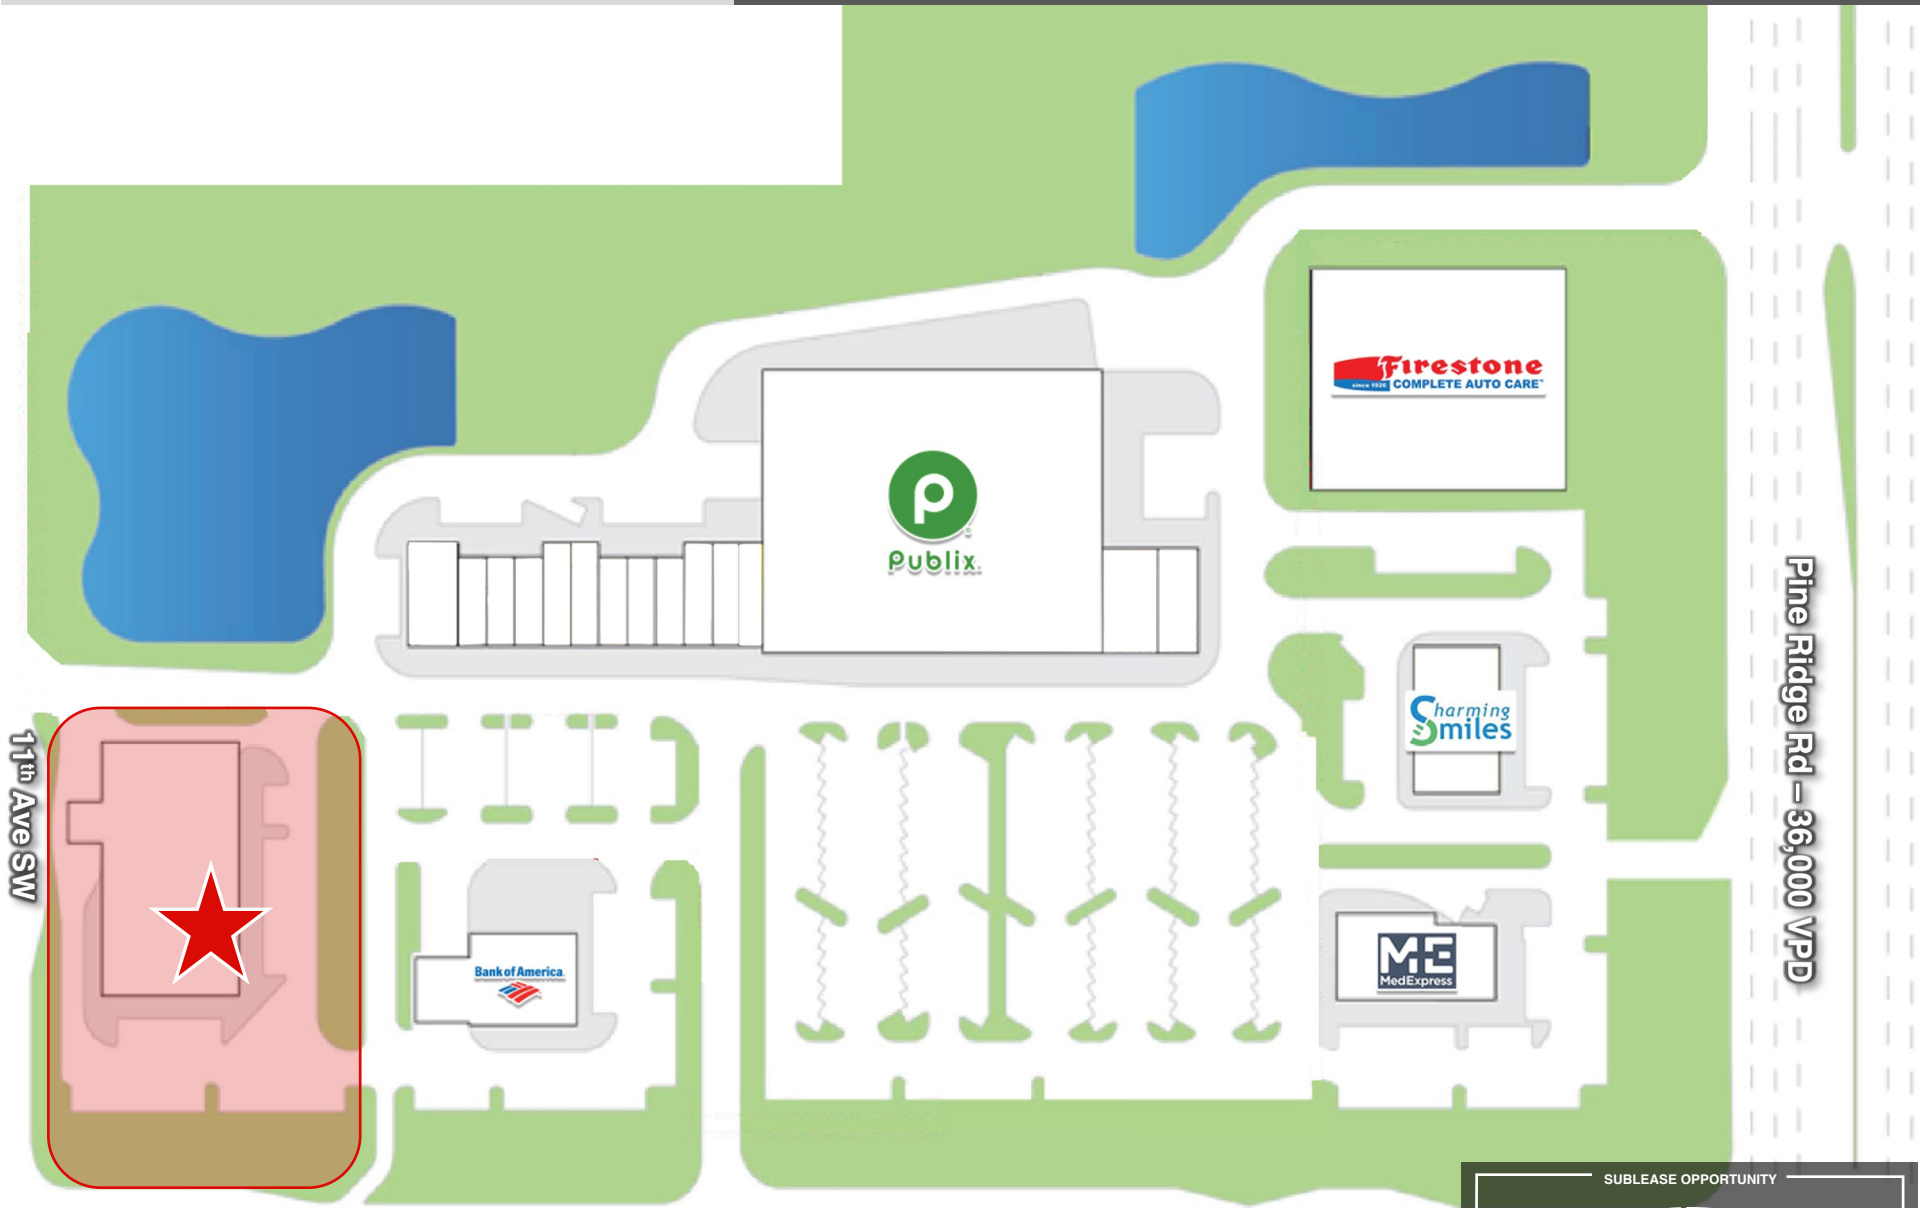 Firestone
since 1926 COMPLETE AUTO CARE™
P
Publix.
Charming
Smiles
11th Ave SW
Pine Ridge Rd – 36,000 VPD
Bank of America
ME
MedExpress
SUBLEASE OPPORTUNITY